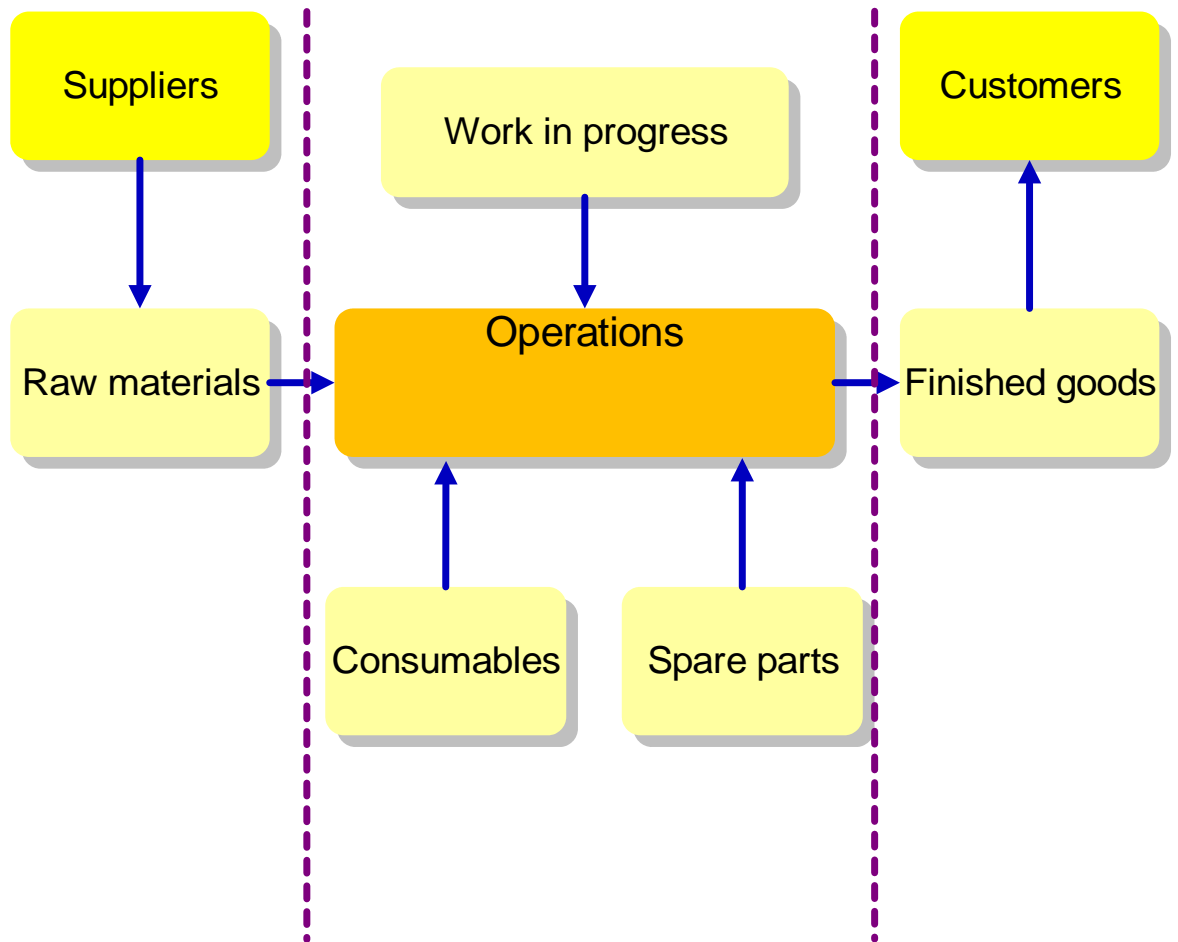 Suppliers
Work in progress
Customers
Raw materials
Operations
Finished goods
Consumables
Spare parts